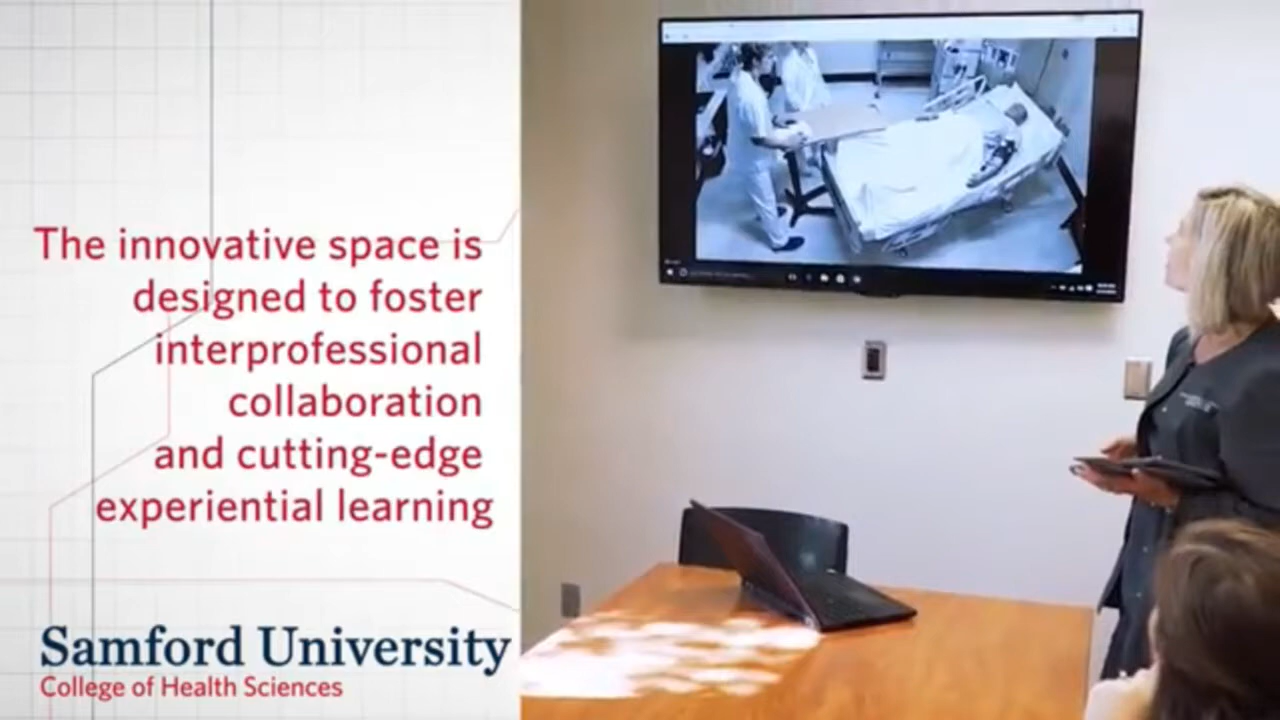 The innovative space is
designed to foster
interprofessional
collaboration
and cutting-edge
experiential learning
Samford University
College of Health Sciences